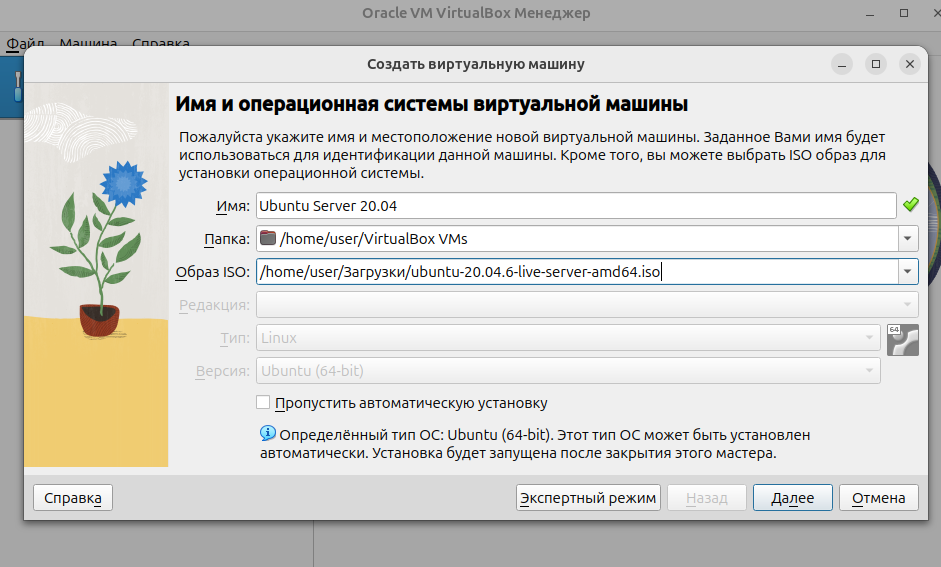 Oracle VM VirtualBox Менеджер
Файл Машина Справка
Создать виртуальную машину
Имя и операционная системы виртуальной машины
Пожалуйста укажите имя и местоположение новой виртуальной машины. Заданное Вами имя будет
использоваться для идентификации данной машины. Кроме того, вы можете выбрать ISO образ для
установки операционной системы.
Имя: Ubuntu Server 20.04
Папка: /home/user/VirtualBox VMs
Образ ISO: /home/user/Загрузки/ubuntu-20.04.6-live-server-amd64.iso
Редакция:
Тип: Linux
64
Версия: Ubuntu (64-bit)
Пропустить автоматическую установку
Определённый тип ОС: Ubuntu (64-bit). Этот тип ОС может быть установлен
автоматически. Установка будет запущена после закрытия этого мастера.
Справка Экспертный режим Назад Далее Отмена